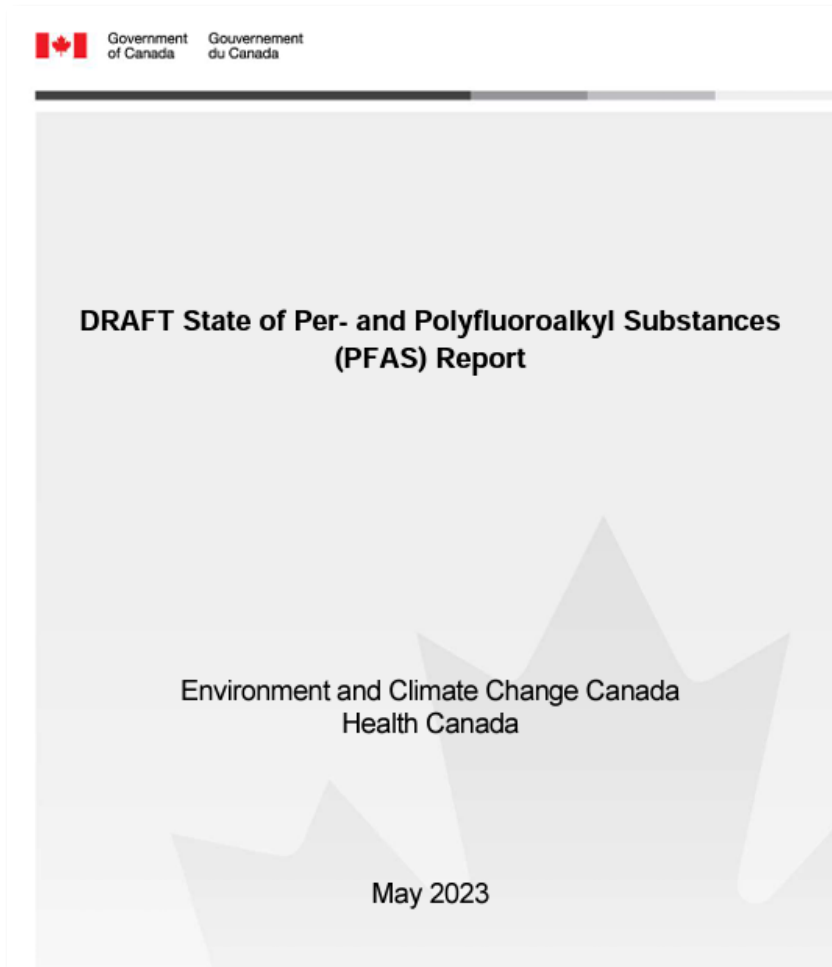 Government
of Canada
Gouvernement
du Canada
DRAFT State of Per- and Polyfluoroalkyl Substances
(PFAS) Report
Environment and Climate Change Canada
Health Canada
May 2023